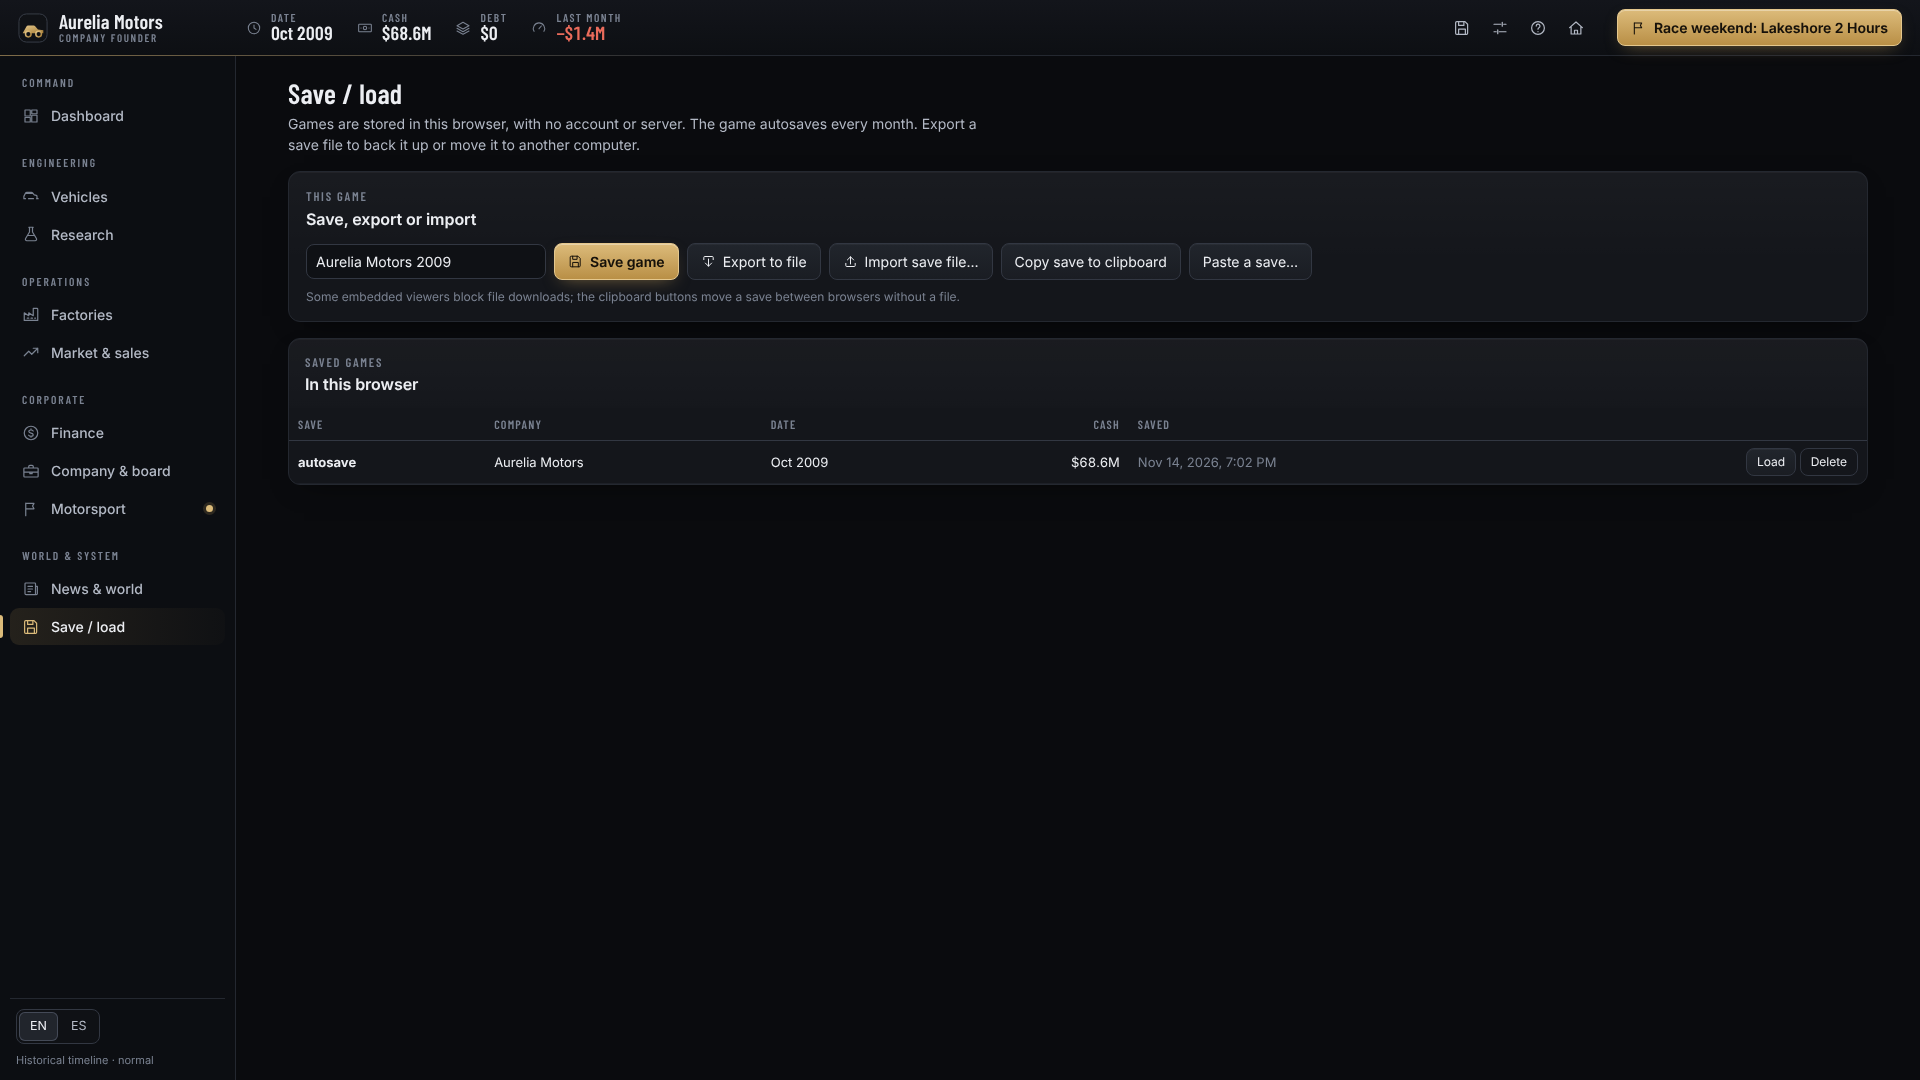 Aurelia Motors
COMPANY FOUNDER
DATE
Oct 2009
CASH
$68.6M
DEBT
$0
LAST MONTH
−$1.4M
Race weekend: Lakeshore 2 Hours
COMMAND
Dashboard
ENGINEERING
Vehicles
Research
OPERATIONS
Factories
Market & sales
CORPORATE
Finance
Company & board
Motorsport
WORLD & SYSTEM
News & world
Save / load
EN ES
Historical timeline · normal
Save / load
Games are stored in this browser, with no account or server. The game autosaves every month. Export a
save file to back it up or move it to another computer.
THIS GAME
Save, export or import
Aurelia Motors 2009 Save game Export to file Import save file... Copy save to clipboard Paste a save...
Some embedded viewers block file downloads; the clipboard buttons move a save between browsers without a file.
SAVED GAMES
In this browser
SAVE COMPANY DATE CASH SAVED
autosave Aurelia Motors Oct 2009 $68.6M Nov 14, 2026, 7:02 PM Load Delete